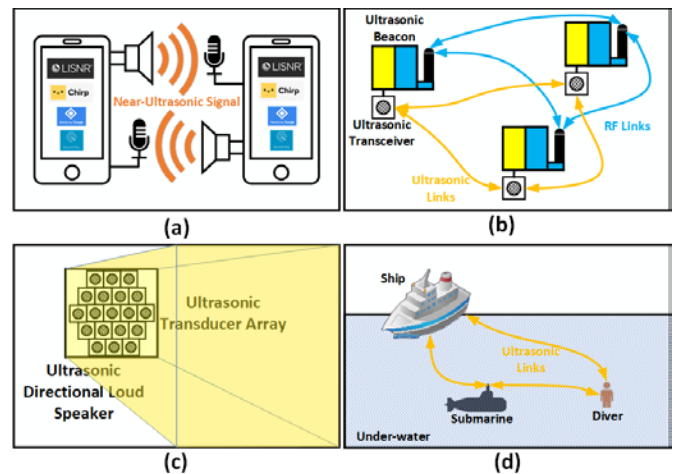 LISNR
Chirp
Near-Ultrasonic Signal
LISNR
Chirp
(a)
Ultrasonic
Beacon
Ultrasonic
Transceiver
RF Links
Ultrasonic
Links
(b)
Ultrasonic
Transducer Array
Ultrasonic
Directional Loud
Speaker
(c)
Ship
Ultrasonic
Links
Submarine
Diver
Under-water
(d)